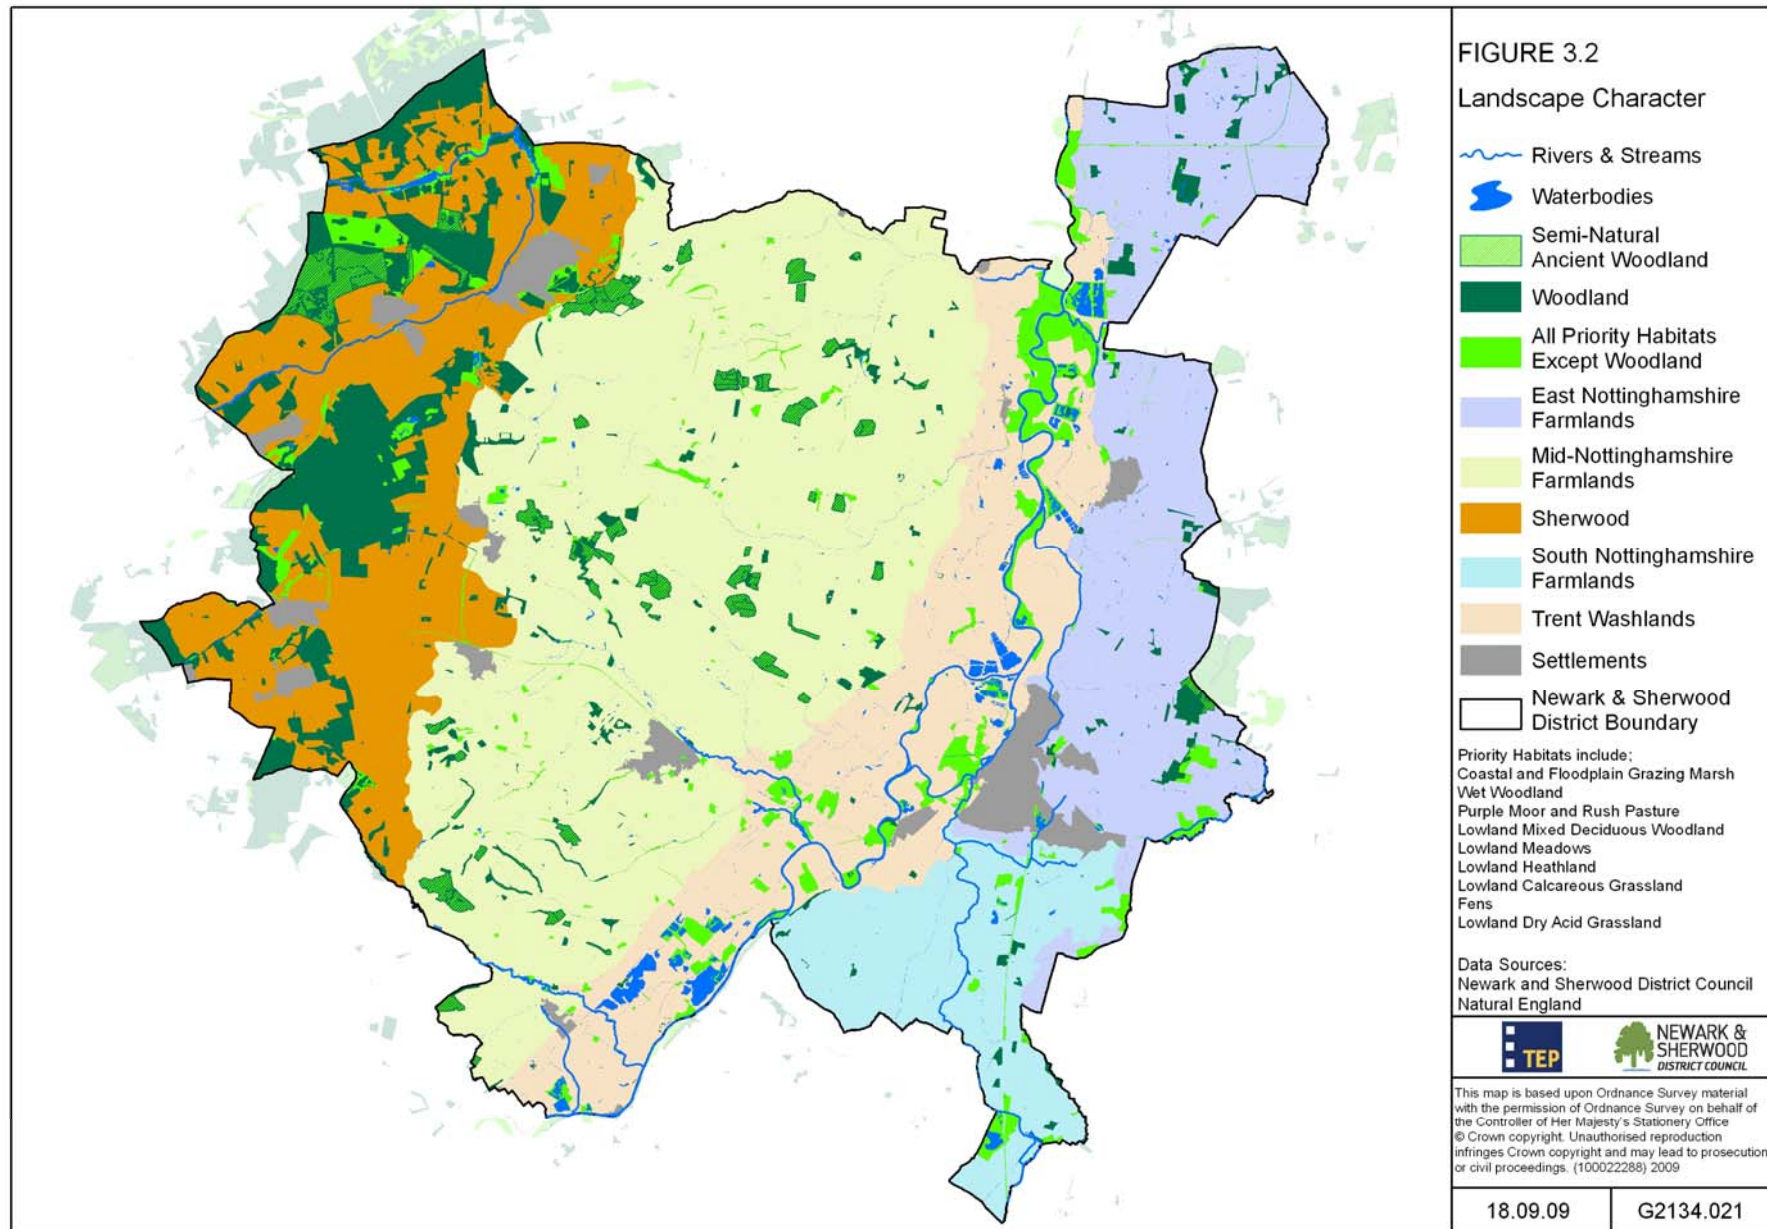 FIGURE 3.2
Landscape Character
Rivers & Streams
Waterbodies
Semi-Natural
Ancient Woodland
Woodland
All Priority Habitats
Except Woodland
East Nottinghamshire
Farmlands
Mid-Nottinghamshire
Farmlands
Sherwood
South Nottinghamshire
Farmlands
Trent Washlands
Settlements
Newark & Sherwood
District Boundary
Priority Habitats include;
Coastal and Floodplain Grazing Marsh
Wet Woodland
Purple Moor and Rush Pasture
Lowland Mixed Deciduous Woodland
Lowland Meadows
Lowland Heathland
Lowland Calcareous Grassland
Fens
Lowland Dry Acid Grassland
Data Sources:
Newark and Sherwood District Council
Natural England
TEP
NEWARK &
SHERWOOD
DISTRICT COUNCIL
This map is based upon Ordnance Survey material
with the permission of Ordnance Survey on behalf of
the Controller of Her Majesty's Stationery Office
© Crown copyright. Unauthorised reproduction
infringes Crown copyright and may lead to prosecution
or civil proceedings. (100022288) 2009
18.09.09
G2134.021